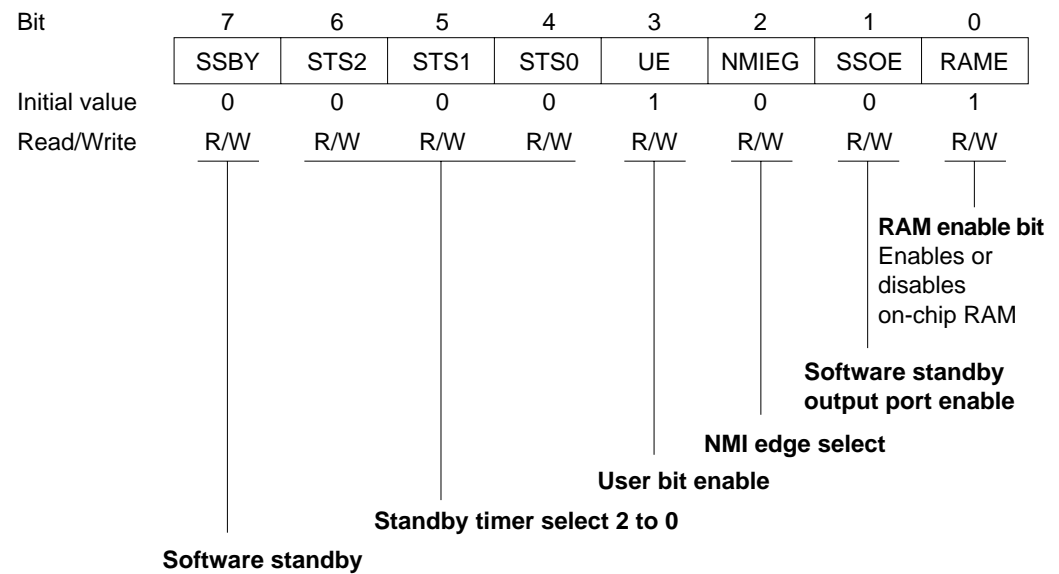 Bit 7 6 5 4 3 2 1 0
SSBY STS2 STS1 STS0 UE NMIEG SSOE RAME
Initial value 0 0 0 0 1 0 0 1
Read/Write R/W R/W R/W R/W R/W R/W R/W R/W
RAM enable bit
Enables or
disables
on-chip RAM
Software standby
output port enable
NMI edge select
User bit enable
Standby timer select 2 to 0
Software standby